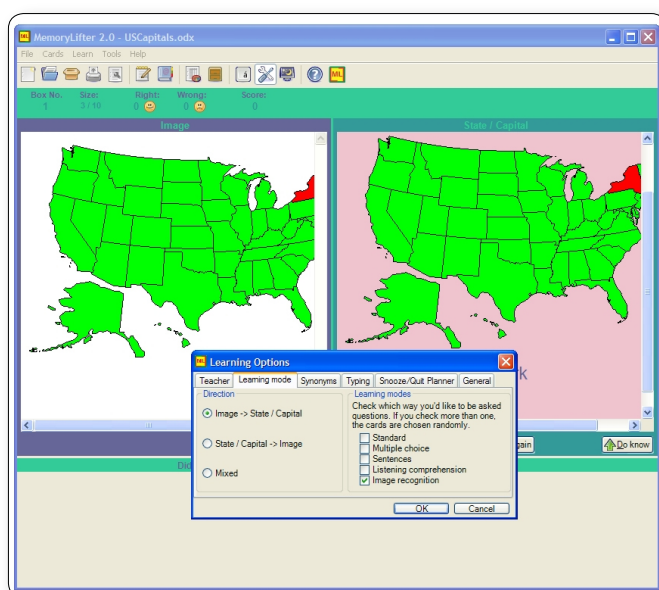 MemoryLifter 2.0 - USCapitals.odx
File Cards Learn Tools Help
ML
Box No. Size: Right: Wrong: Score:
1 3 / 10 0 0 0
Image
State / Capital
Learning Options
Teacher Learning mode Synonyms Typing Snooze/Quit Planner General
Direction
Image -> State / Capital
State / Capital -> Image
Mixed
Learning modes
Check which way you'd like to be asked
questions. If you check more than one,
the cards are chosen randomly.
Standard
Multiple choice
Sentences
Listening comprehension
Image recognition
OK Cancel
k
gain
Do know
Did